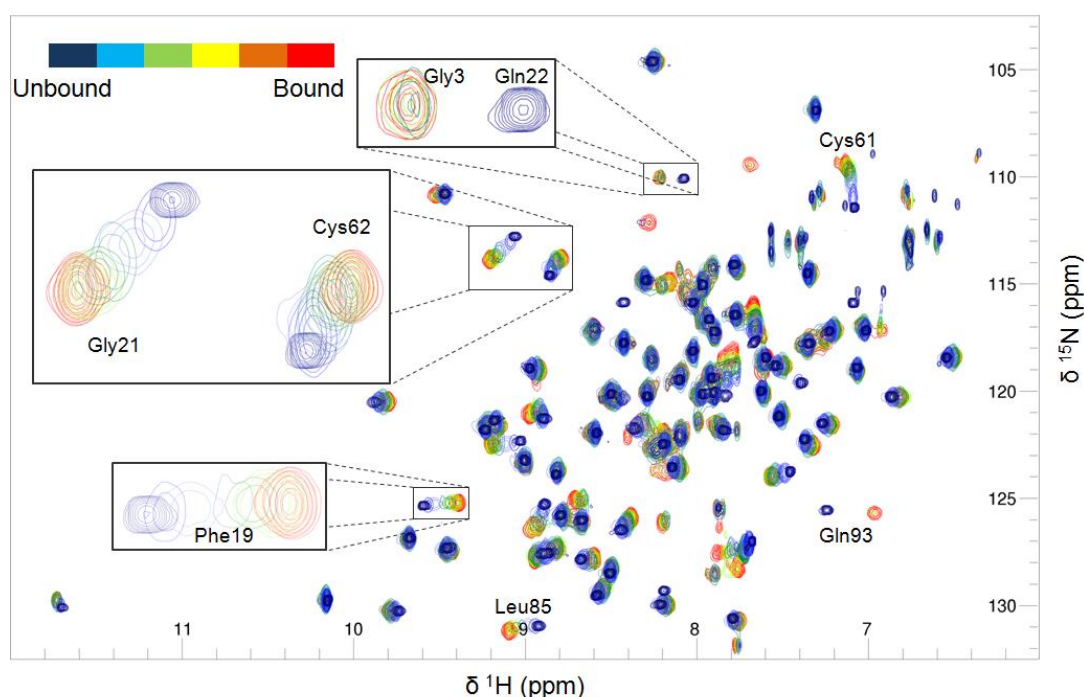 Unbound Bound
Gly3 Gln22
Cys61
Cys62
Gly21
Phe19
Gln93
Leu85
105
110
115
120
125
130
11 10 9 8 7
δ 1H (ppm)
δ 15N (ppm)